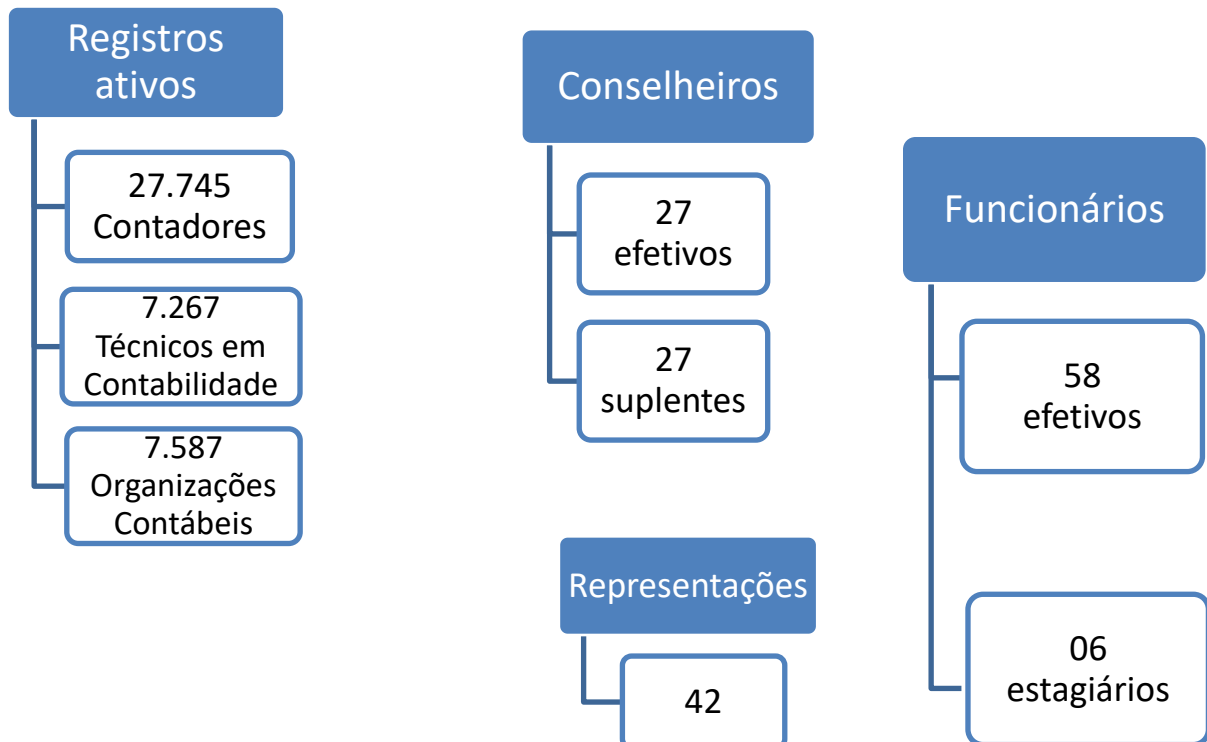 Registros
ativos
27.745
Contadores
7.267
Técnicos em
Contabilidade
7.587
Organizações
Contábeis
Conselheiros
27
efetivos
27
suplentes
Representações
42
Funcionários
58
efetivos
06
estagiários